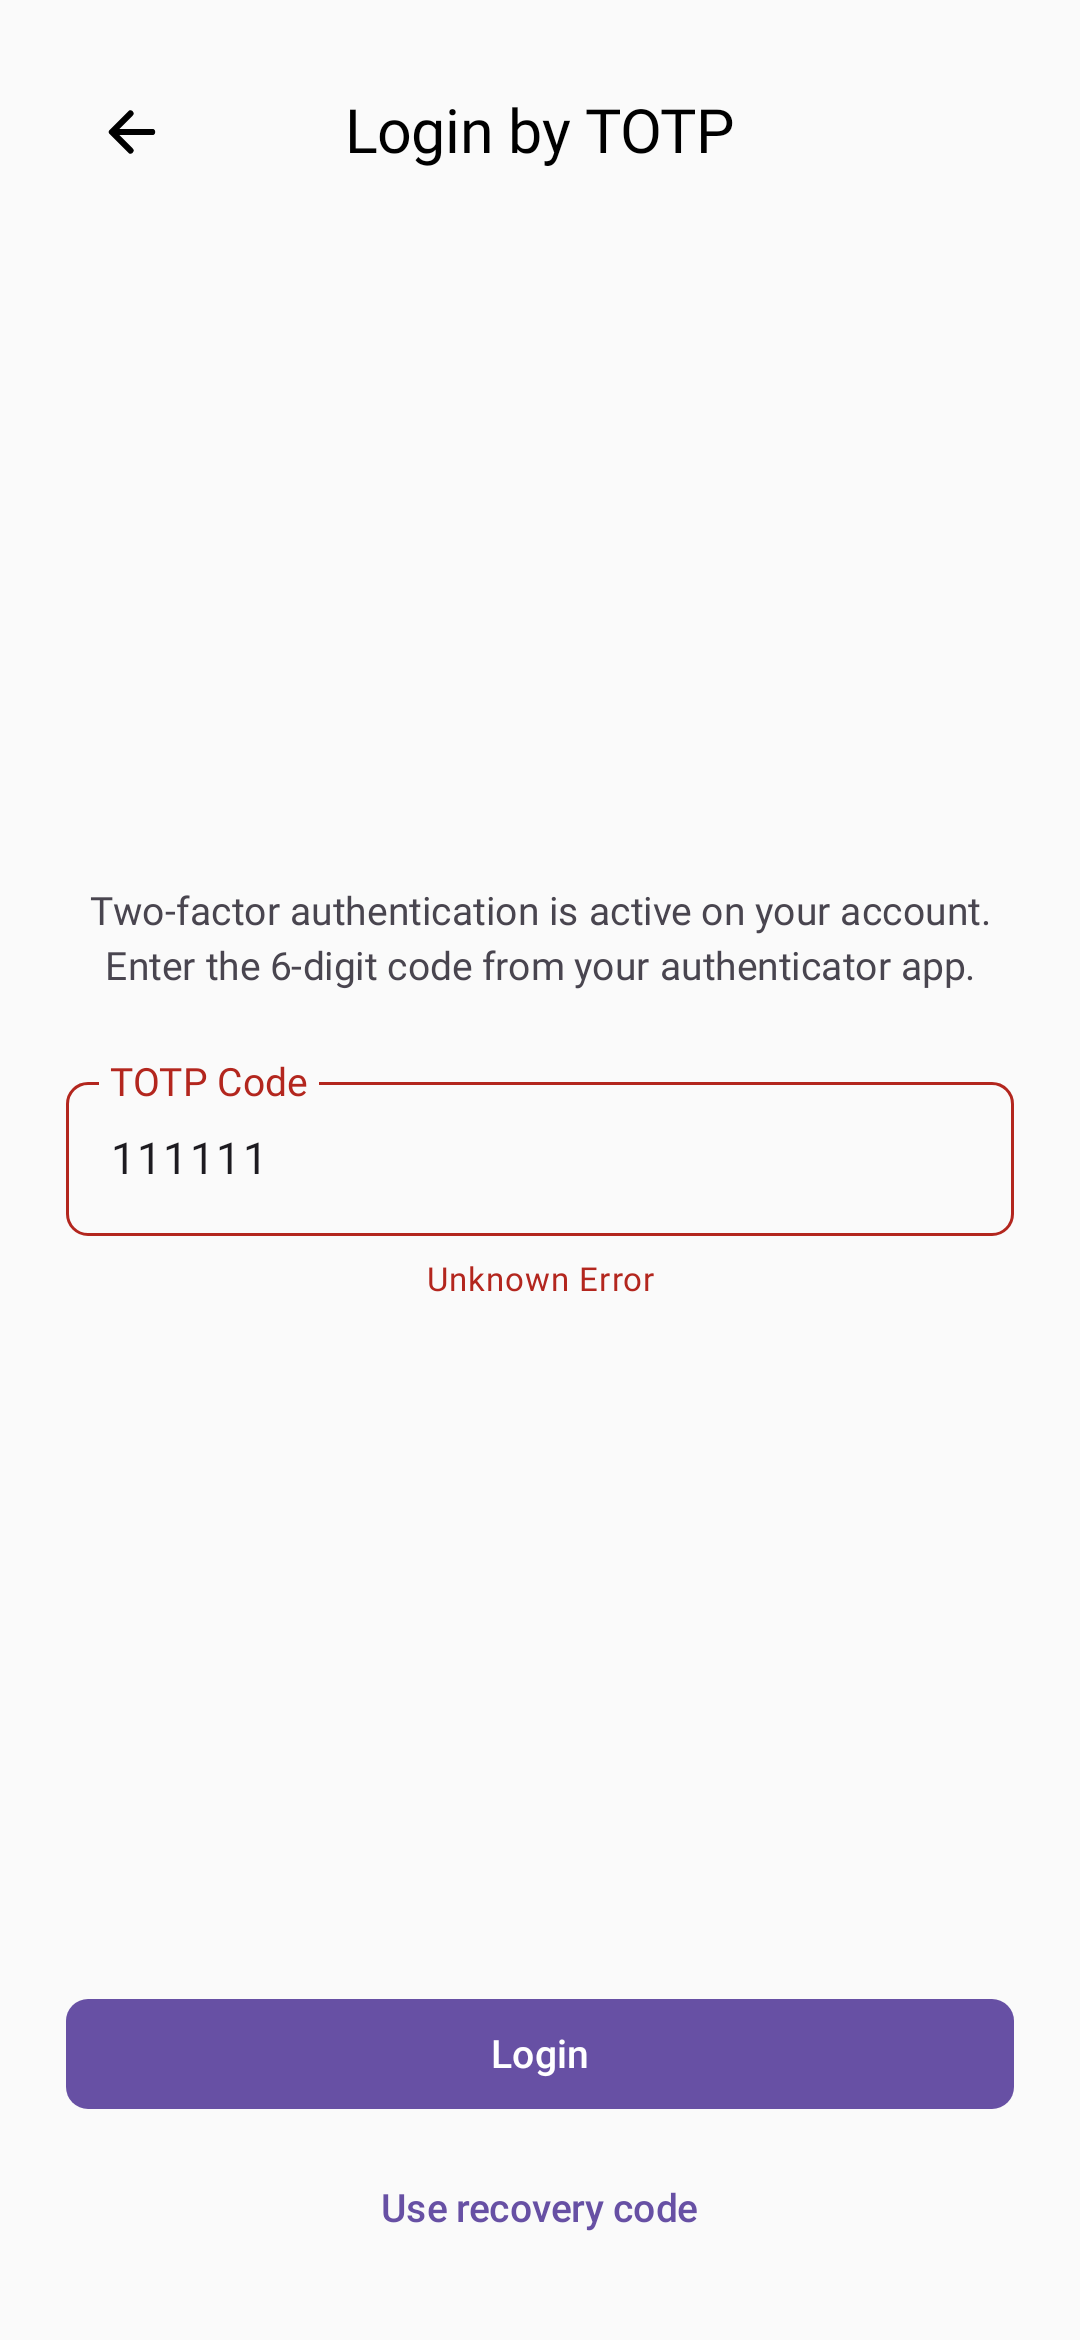 Login by TOTP
Two-factor authentication is active on your account.
Enter the 6-digit code from your authenticator app.
TOTP Code
111111
Unknown Error
Login
Use recovery code